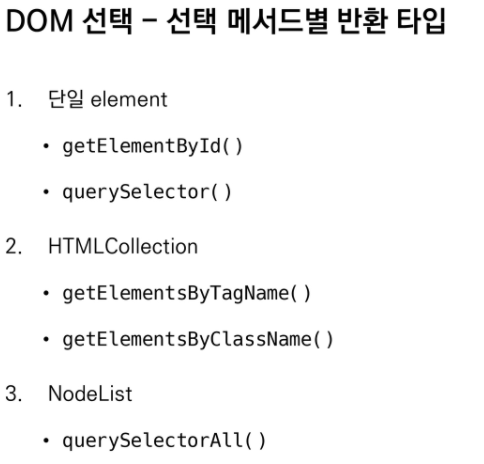 DOM 선택 – 선택 메서드별 반환 타입
1. 단일 element
• getElementById()
• querySelector()
2. HTMLCollection
• getElementsByTagName()
• getElementsByClassName()
3. NodeList
• querySelectorAll()